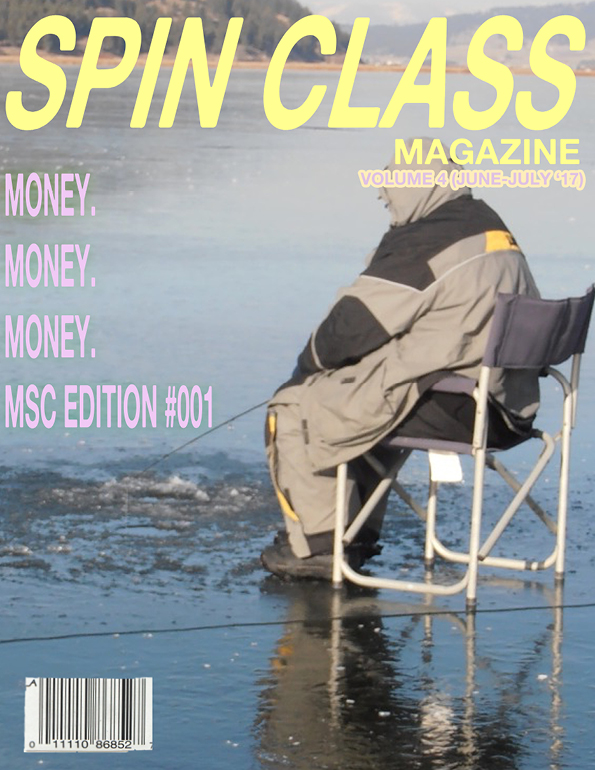 SPIN CLASS
MAGAZINE
VOLUME 4 (JUNE-JULY '17)
MONEY.
MONEY.
MONEY.
MSC EDITION #001
0 11110 86852